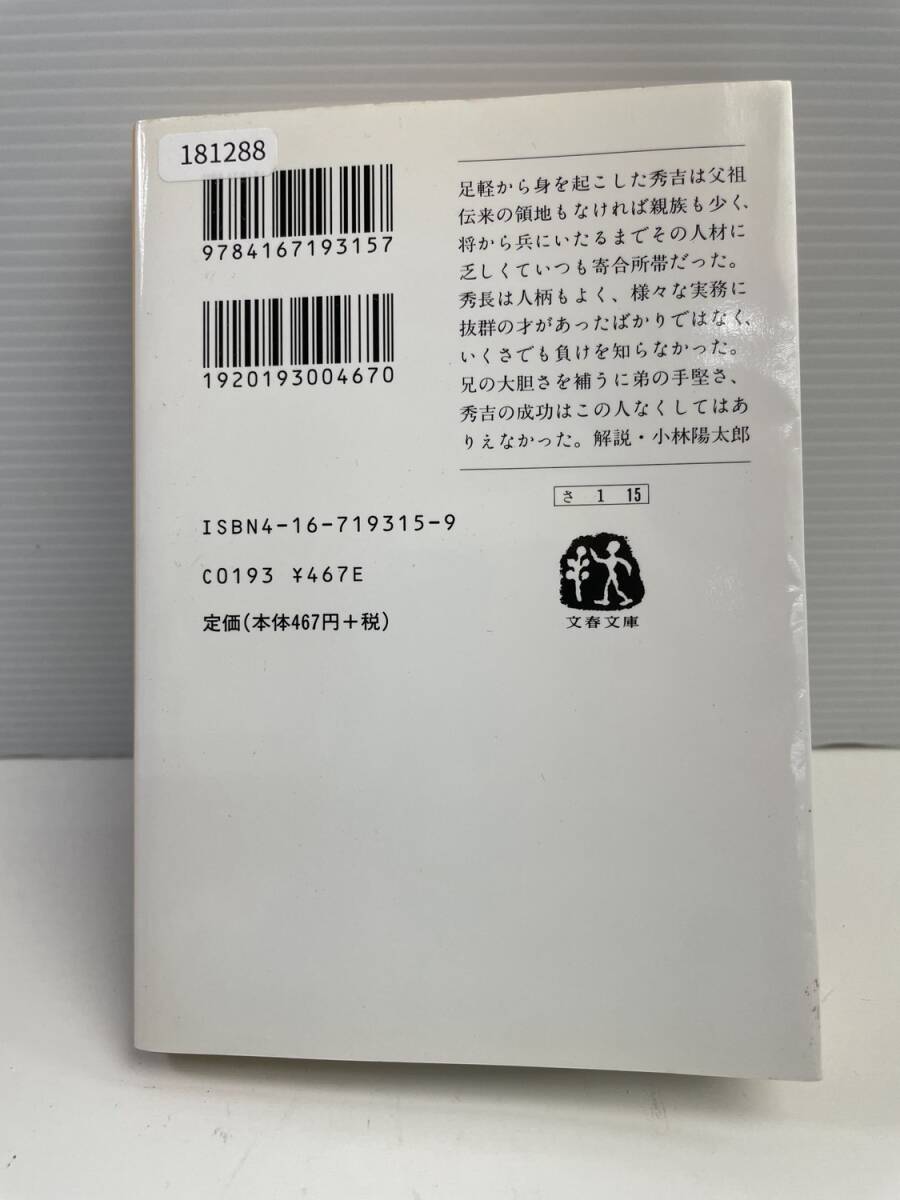 181288
9784167193157
1920193004670
足軽から身を起こした秀吉は父祖
伝来の領地もなければ親族も少く、
将から兵にいたるまでその人材に
乏しくていつも寄合所帯だった。
秀長は人柄もよく、様々な実務に
抜群の才があったばかりではなく、
いくさでも負けを知らなかった。
兄の大胆さを補うに弟の手堅さ、
秀吉の成功はこの人なくしてはあ
りえなかった。解説・小林陽太郎
さ 1 15
文春文庫
ISBN4-16-719315-9
C0193 ¥467E
定価(本体467円+税)